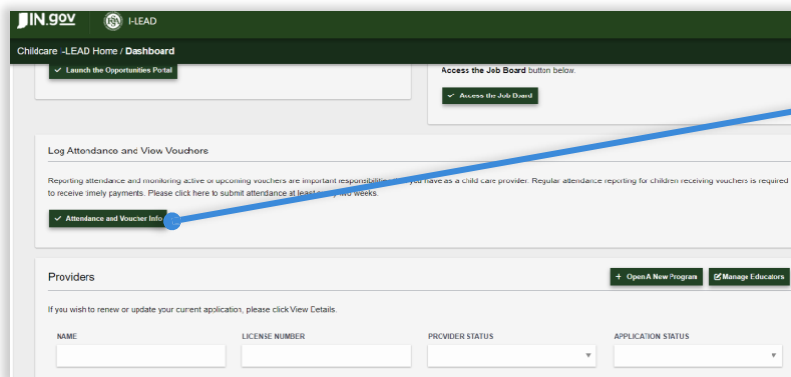 IN.gov I-LEAD
Childcare -LEAD Home / Dashboard
✓ Launch the Opportunities Portal
Access the Job Board button below.
✓ Access the Job Board
Log Attendance and View Vouchers
Reporting attendance and monitoring active or upcoming vouchers are important have as a child care provider. Regular attendance reporting for children receiving vouchers is required
to receive timely payments. Please click here to submit attendance at least two weeks.
✓ Attendance and Voucher Info
Providers
+ Open A New Program
Manage Educators
If you wish to renew or update your current application, please click View Details.
NAME LICENSE NUMBER PROVIDER STATUS APPLICATION STATUS